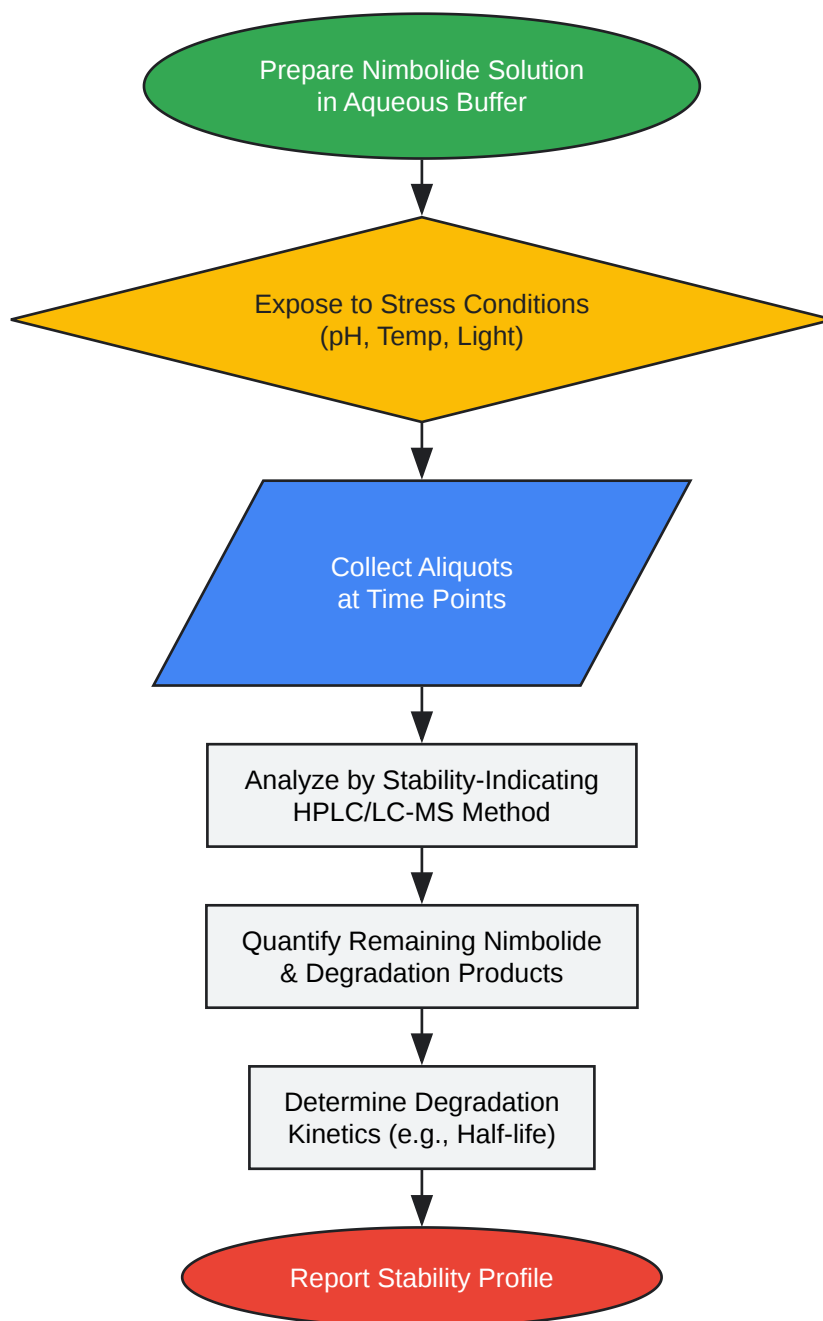 Prepare Nimbolide Solution
in Aqueous Buffer
Expose to Stress Conditions
(pH, Temp, Light)
Collect Aliquots
at Time Points
Analyze by Stability-Indicating
HPLC/LC-MS Method
Quantify Remaining Nimbolide
& Degradation Products
Determine Degradation
Kinetics (e.g., Half-life)
Report Stability Profile